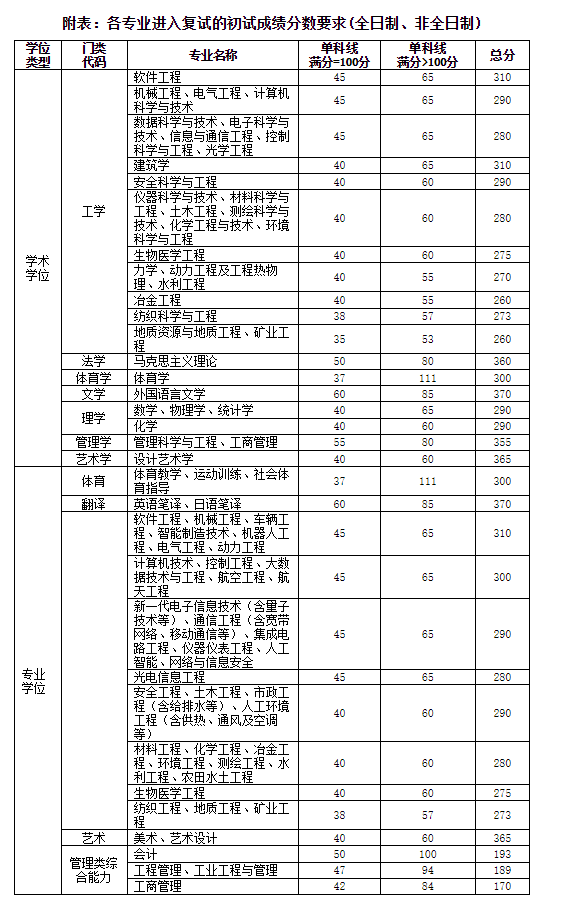 附表：各专业进入复试的初试成绩分数要求(全日制、非全日制)
学位类型 门类代码 专业名称 单科线满分=100分 单科线满分>100分 总分
学术学位
工学
软件工程 45 65 310
机械工程、电气工程、计算机
科学与技术 45 65 290
数据科学与技术、电子科学与
技术、信息与通信工程、控制
科学与工程、光学工程 45 65 280
建筑学 40 65 310
安全科学与工程 40 60 290
仪器科学与技术、材料科学与
工程、土木工程、测绘科学与
技术、化学工程与技术、环境
科学与工程 40 60 280
生物医学工程 40 60 275
力学、动力工程及工程热物
理、水利工程 40 55 270
冶金工程 40 55 260
纺织科学与工程 38 57 273
地质资源与地质工程、矿业工
程 35 53 260
法学 马克思主义理论 50 80 360
体育学 体育学 37 111 300
文学 外国语言文学 60 85 370
理学
数学、物理学、统计学 40 65 290
化学 40 60 290
管理学 管理科学与工程、工商管理 55 80 355
艺术学 设计艺术学 40 60 365
专业学位
体育
体育教学、运动训练、社会体
育指导 37 111 300
翻译 英语笔译、日语笔译 60 85 370
软件工程、机械工程、车辆工
程、智能制造技术、机器人工
程、电气工程、动力工程 45 65 310
计算机技术、控制工程、大数
据技术与工程、航空工程、航
天工程 45 65 300
新一代电子信息技术（含量子
技术等）、通信工程（含宽带
网络、移动通信等）、集成电
路工程、仪器仪表工程、人工
智能、网络与信息安全 45 65 290
光电信息工程 45 65 280
安全工程、土木工程、市政工
程（含给排水等）、人工环境
工程（含供热、通风及空调
等） 40 60 290
材料工程、化学工程、冶金工
程、环境工程、测绘工程、水
利工程、农田水土工程 40 60 280
生物医学工程 40 60 275
纺织工程、地质工程、矿业工
程 38 57 273
艺术 美术、艺术设计 40 60 365
管理类综合能力
会计 50 100 193
工程管理、工业工程与管理 47 94 189
工商管理 42 84 170